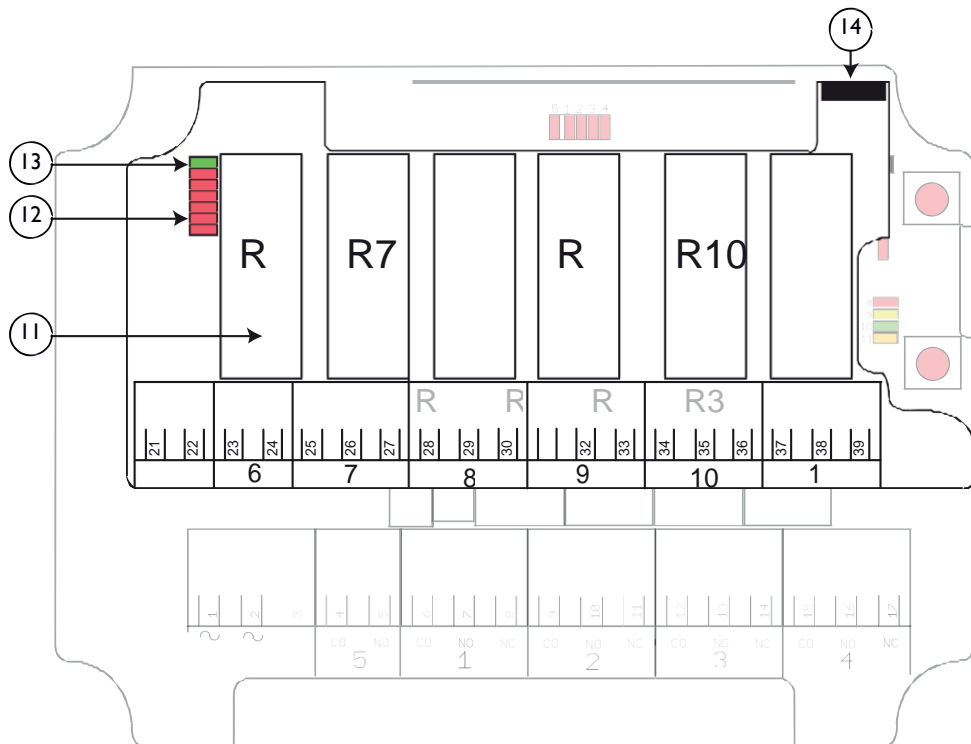 14
5 1 2 3 4
13
12
R R7 R R10
11
R R R R3
21 22 23 24 25 26 27 28 29 30 32 33 34 35 36 37 38 39
6 7 8 9 10 1
1 2 3 4 5 6 7 8 9 10 11 12 13 14 15 16 17
CO NO CO NO NC CO NO NC CO NO NC CO NO NC
5 1 2 3 4